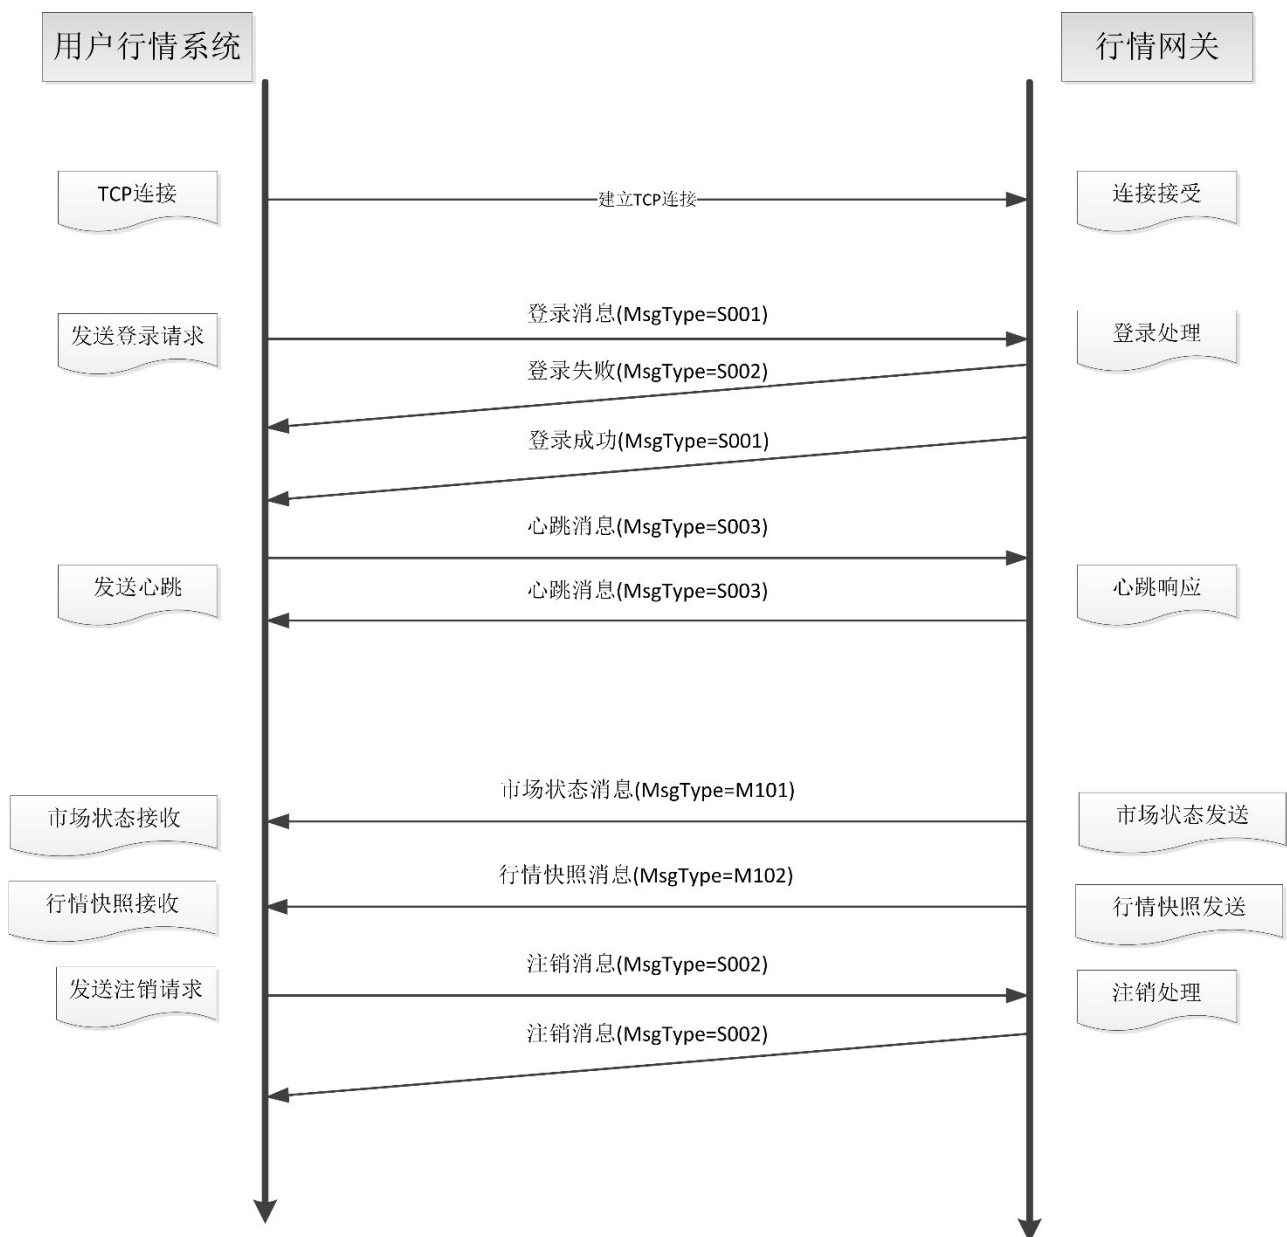 用户行情系统
行情网关
TCP连接
建立TCP连接
连接接受
登录消息(MsgType=S001)
发送登录请求
登录处理
登录失败(MsgType=S002)
登录成功(MsgType=S001)
心跳消息(MsgType=S003)
发送心跳
心跳消息(MsgType=S003)
心跳响应
市场状态消息(MsgType=M101)
市场状态接收
市场状态发送
行情快照消息(MsgType=M102)
行情快照接收
行情快照发送
注销消息(MsgType=S002)
发送注销请求
注销处理
注销消息(MsgType=S002)